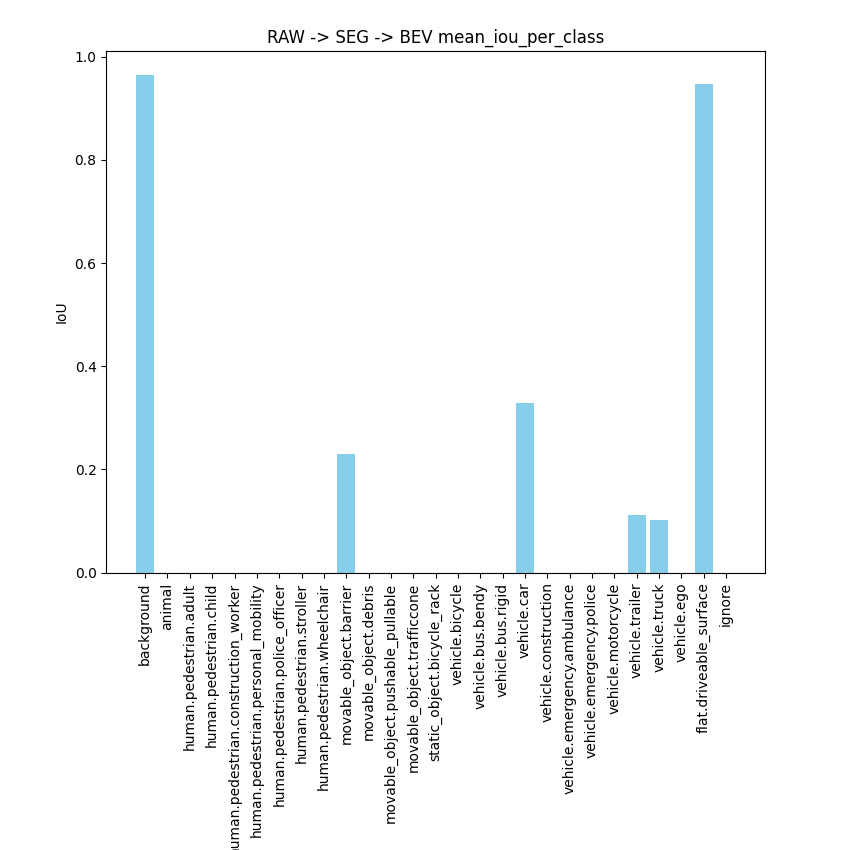 RAW -> SEG -> BEV mean_iou_per_class
1.0
0.8
0.6
0.4
0.2
0.0
IoU
background
animal
human.pedestrian.adult
human.pedestrian.child
uman.pedestrian.construction_worker
human.pedestrian.personal_mobility
human.pedestrian.police_officer
human.pedestrian.stroller
human.pedestrian.wheelchair
movable_object.barrier
movable_object.debris
movable_object.pushable_pullable
movable_object.trafficcone
static_object.bicycle_rack
vehicle.bicycle
vehicle.bus.bendy
vehicle.bus.rigid
vehicle.car
vehicle.construction
vehicle.emergency.ambulance
vehicle.emergency.police
vehicle.motorcycle
vehicle.trailer
vehicle.truck
vehicle.ego
flat.driveable_surface
ignore